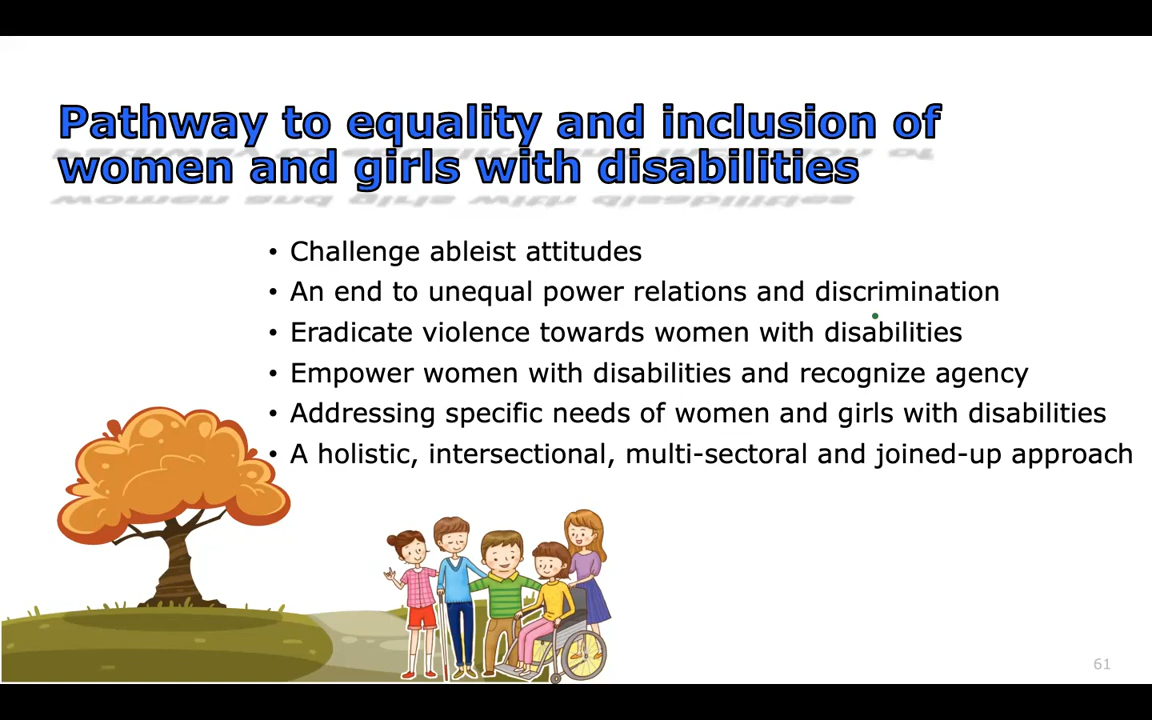 Pathway to equality and inclusion of
women and girls with disabilities
• Challenge ableist attitudes
• An end to unequal power relations and discrimination
• Eradicate violence towards women with disabilities
• Empower women with disabilities and recognize agency
• Addressing specific needs of women and girls with disabilities
• A holistic, intersectional, multi-sectoral and joined-up approach
61